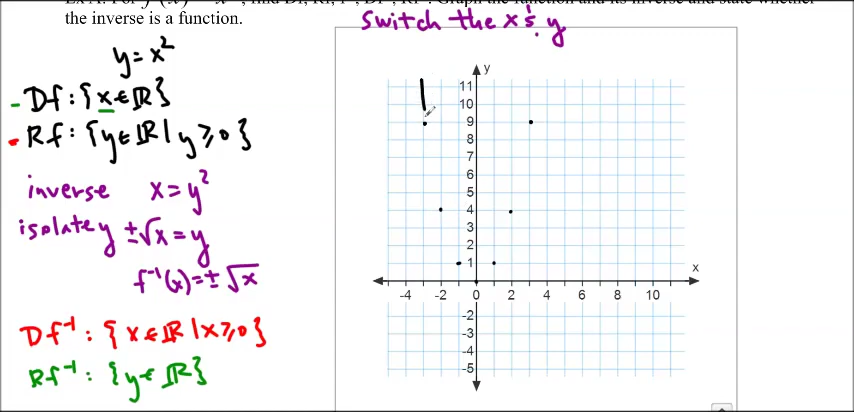 the inverse is a function.
Switch the x's. y
y = x²
- Df : {x ∈ ℝ}
- Rf : {y ∈ ℝ | y ≥ 0}
inverse x = y²
isolate y ±√x = y
f⁻¹(x) = ±√x
Df⁻¹ : {x ∈ ℝ | x ≥ 0}
Rf⁻¹ : {y ∈ ℝ}
y
11
10
9
8
7
6
5
4
3
2
1
x
-4 -2 0 2 4 6 8 10
-2
-3
-4
-5